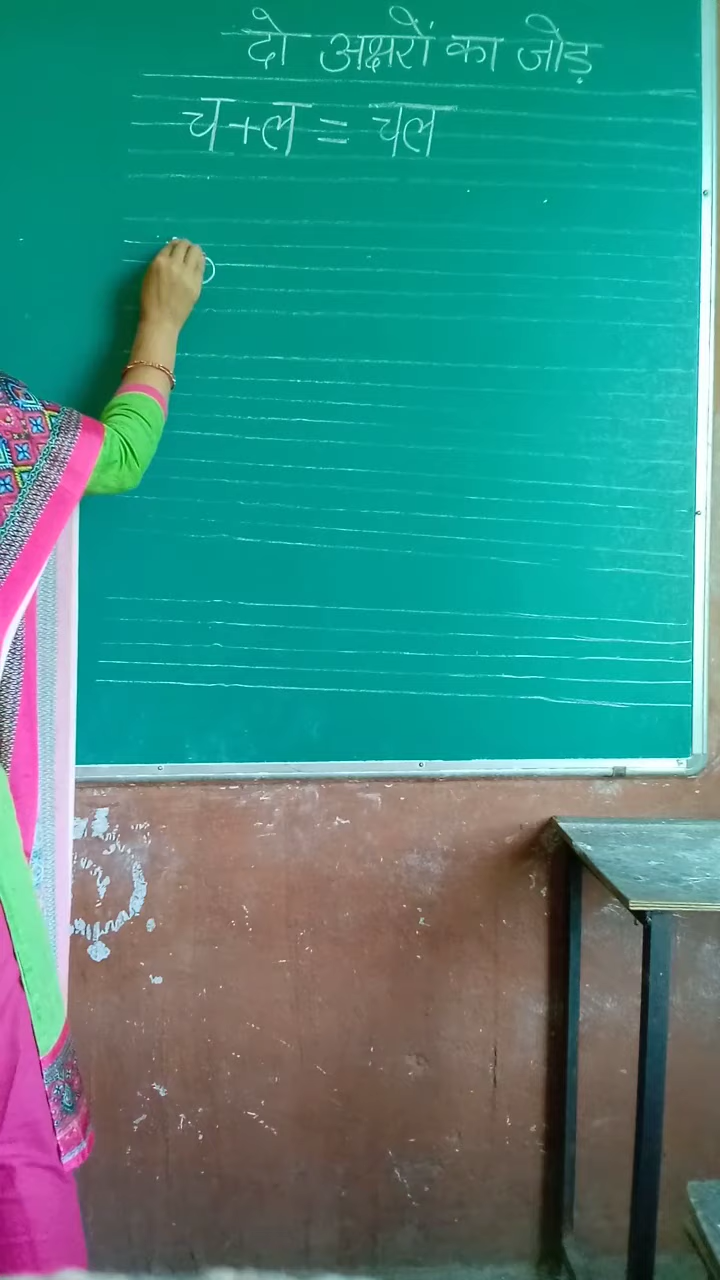 दो अक्षरों का जोड़
च+ल = चल